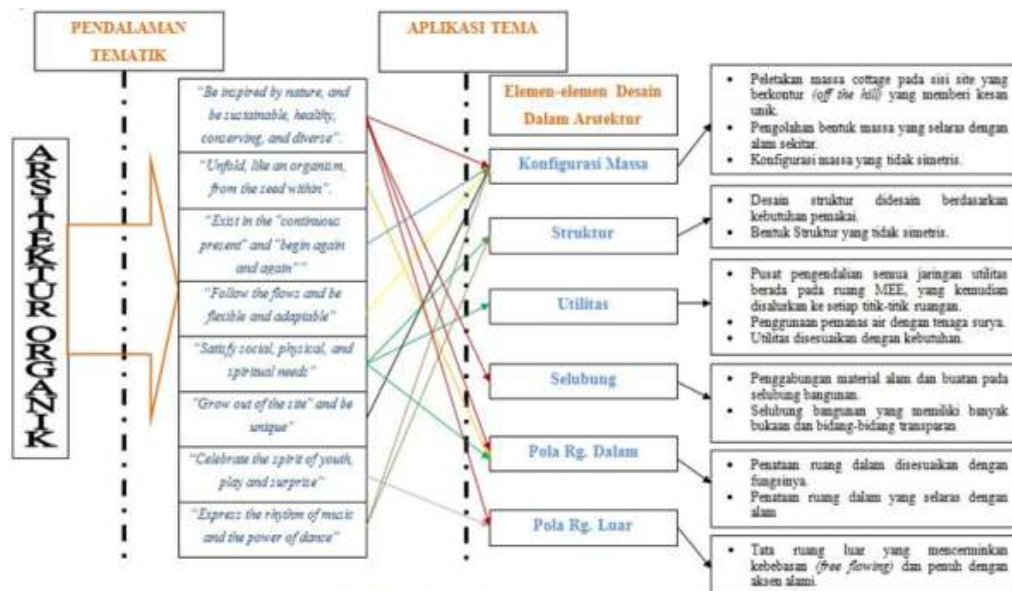 PENDALAMAN
TEMATIK
APLIKASI TEMA
ARSITEKTUR ORGANIK
"Be inspired by nature, and
be sustainable, healthy,
conserving, and diverse".
"Unfold, like an organism,
from the seed within".
"Exist in the "continuous
present" and "begin again
and again""
"Follow the flows and be
flexible and adaptable"
"Satisfy social, physical, and
spiritual needs"
"Grow out of the site" and be
unique"
"Celebrate the spirit of youth,
play and surprise"
"Express the rhythm of music
and the power of dance"
Elemen-elemen Desain
Dalam Arstektur
Konfigurasi Massa
Struktur
Utilitas
Selubung
Pola Rg. Dalam
Pola Rg. Luar
• Peletakan massa cottage pada sisi site yang
berkontur (off the hill) yang memberi kesan
unik.
• Pengolahan bentuk massa yang selaras dengan
alam sekitar.
• Konfigurasi massa yang tidak simetris.
• Desain struktur didesain berdasarkan
kebutuhan pemakai.
• Bentuk Struktur yang tidak simetris.
• Pusat pengendalian semua jaringan utilitas
berada pada ruang MEE, yang kemudian
disalurkan ke setiap titik-titik ruangan.
• Penggunaan pemanas air dengan tenaga surya.
• Utilitas disesuaikan dengan kebutuhan.
• Penggabungan material alam dan buatan pada
selubung bangunan.
• Selubung bangunan yang memiliki banyak
bukaan dan bidang-bidang transparan
• Penataan ruang dalam disesuaikan dengan
fungsinya.
• Penataan ruang dalam yang selaras dengan
alam
• Tata ruang luar yang mencerminkan
kebebasan (free flowing) dan penuh dengan
aksen alami.